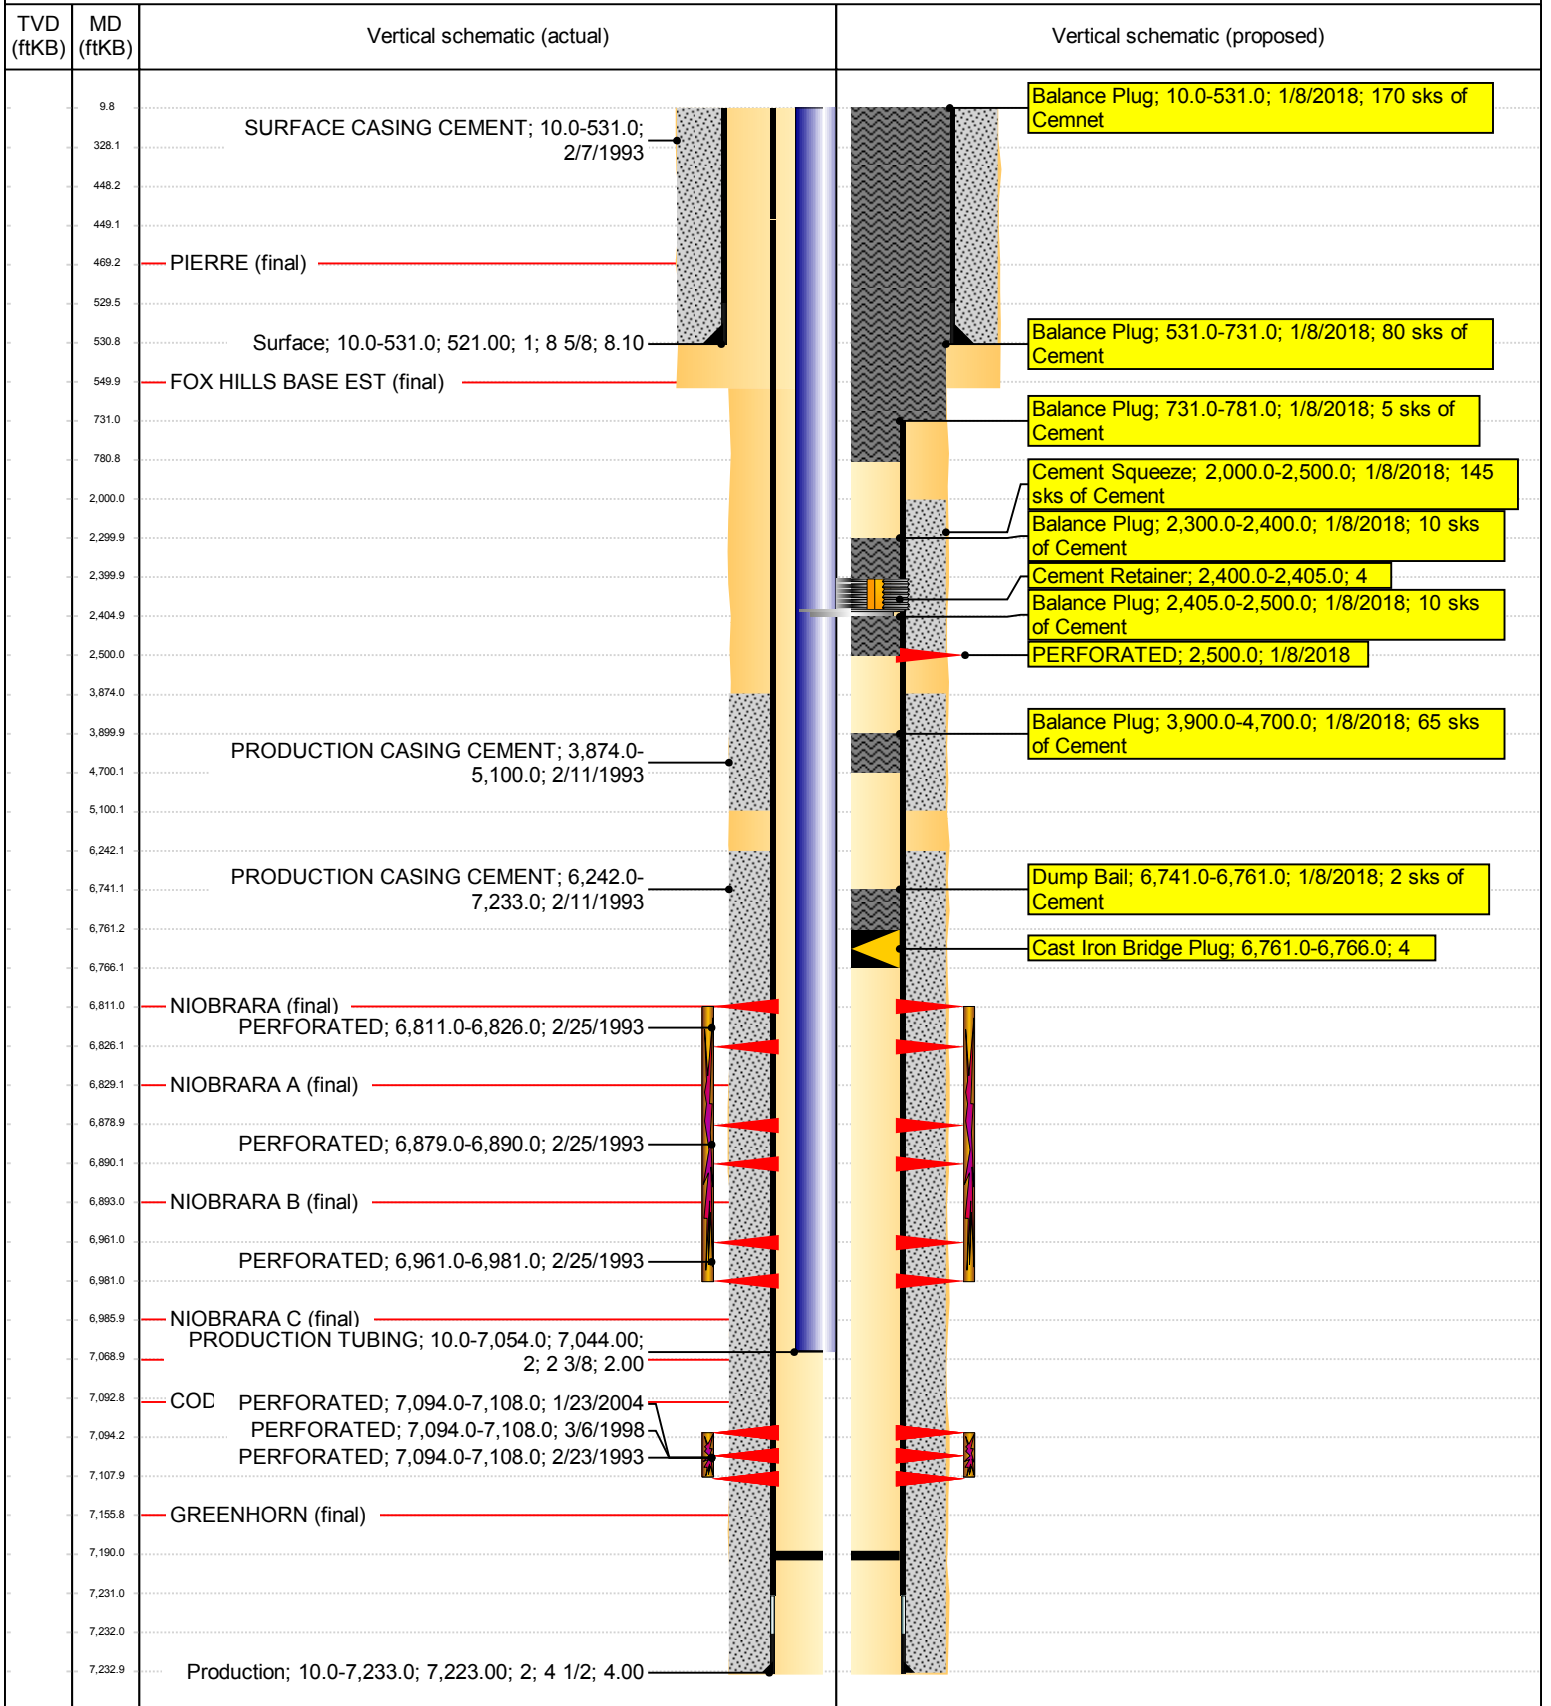 TVD (ftKB)
MD (ftKB)
Vertical schematic (actual)
Vertical schematic (proposed)
9.8
328.1
448.2
449.1
469.2
529.5
530.8
549.9
731.0
780.8
2,000.0
2,299.9
2,399.9
2,404.9
2,500.0
3,874.0
3,899.9
4,700.1
5,100.1
6,242.1
6,741.1
6,761.2
6,766.1
6,811.0
6,826.1
6,829.1
6,878.9
6,890.1
6,893.0
6,961.0
6,981.0
6,985.9
7,068.9
7,092.8
7,094.2
7,107.9
7,155.8
7,190.0
7,231.0
7,232.0
7,232.9
SURFACE CASING CEMENT; 10.0-531.0;
2/7/1993
PIERRE (final)
Surface; 10.0-531.0; 521.00; 1; 8 5/8; 8.10
FOX HILLS BASE EST (final)
PRODUCTION CASING CEMENT; 3,874.0-
5,100.0; 2/11/1993
PRODUCTION CASING CEMENT; 6,242.0-
7,233.0; 2/11/1993
NIOBRARA (final)
PERFORATED; 6,811.0-6,826.0; 2/25/1993
NIOBRARA A (final)
PERFORATED; 6,879.0-6,890.0; 2/25/1993
NIOBRARA B (final)
PERFORATED; 6,961.0-6,981.0; 2/25/1993
NIOBRARA C (final)
PRODUCTION TUBING; 10.0-7,054.0; 7,044.00;
2; 2 3/8; 2.00
COD
PERFORATED; 7,094.0-7,108.0; 1/23/2004
PERFORATED; 7,094.0-7,108.0; 3/6/1998
PERFORATED; 7,094.0-7,108.0; 2/23/1993
GREENHORN (final)
Production; 10.0-7,233.0; 7,223.00; 2; 4 1/2; 4.00
Balance Plug; 10.0-531.0; 1/8/2018; 170 sks of
Cemnet
Balance Plug; 531.0-731.0; 1/8/2018; 80 sks of
Cement
Balance Plug; 731.0-781.0; 1/8/2018; 5 sks of
Cement
Cement Squeeze; 2,000.0-2,500.0; 1/8/2018; 145
sks of Cement
Balance Plug; 2,300.0-2,400.0; 1/8/2018; 10 sks
of Cement
Cement Retainer; 2,400.0-2,405.0; 4
Balance Plug; 2,405.0-2,500.0; 1/8/2018; 10 sks
of Cement
PERFORATED; 2,500.0; 1/8/2018
Balance Plug; 3,900.0-4,700.0; 1/8/2018; 65 sks
of Cement
Dump Bail; 6,741.0-6,761.0; 1/8/2018; 2 sks of
Cement
Cast Iron Bridge Plug; 6,761.0-6,766.0; 4